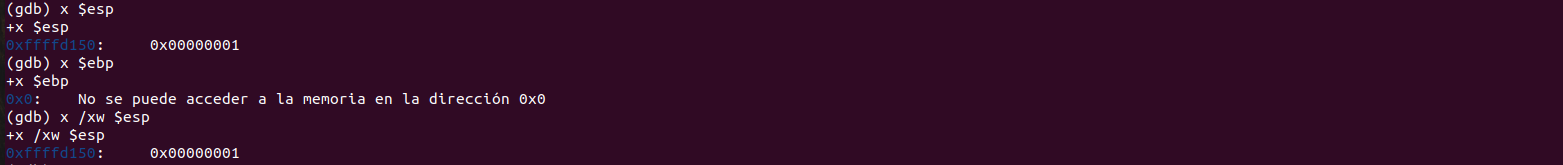 (gdb) x $esp
+x $esp
0xffffd150:     0x00000001
(gdb) x $ebp
+x $ebp
0x0:    No se puede acceder a la memoria en la dirección 0x0
(gdb) x /xw $esp
+x /xw $esp
0xffffd150:     0x00000001